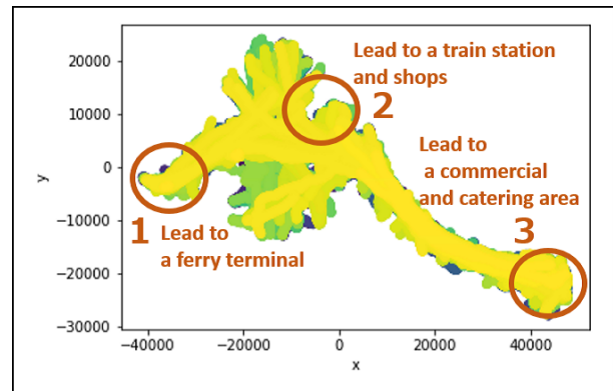 20000
10000
0
−10000
−20000
−30000
y
−40000
−20000
0
20000
40000
x
Lead to a train station
and shops
2
Lead to
a commercial
and catering area
3
1
Lead to
a ferry terminal